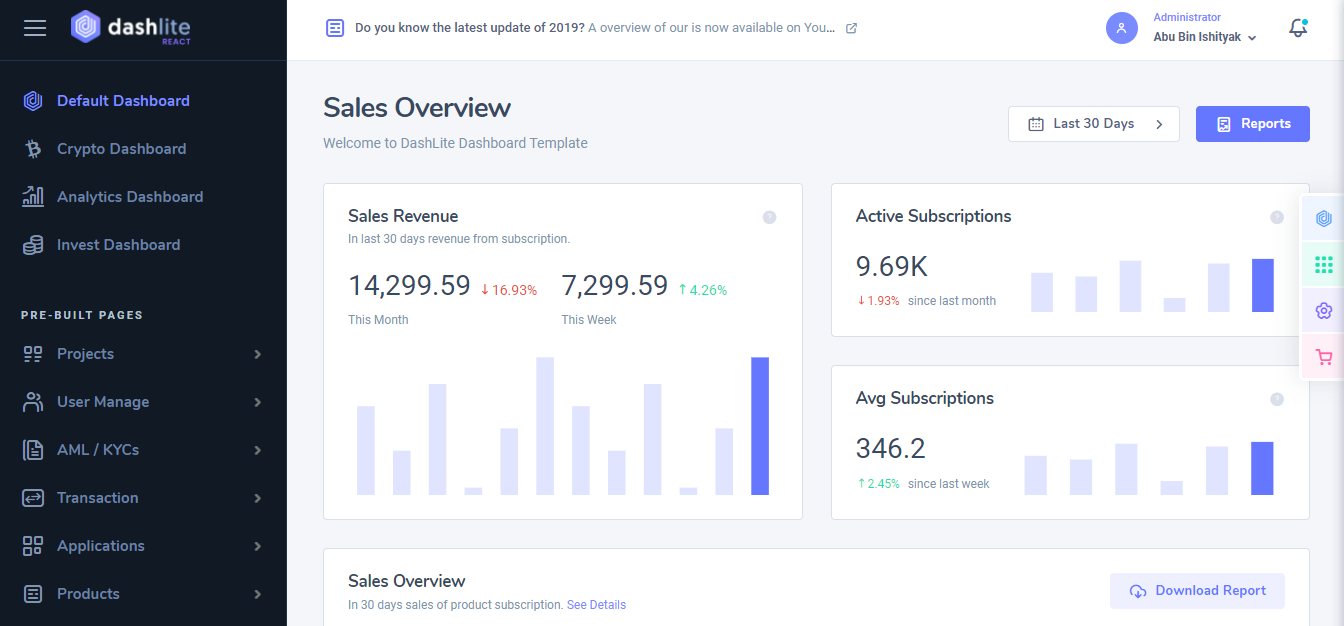 dashlite
REACT
Do you know the latest update of 2019? A overview of our is now available on You...
Administrator
Abu Bin Ishityak
Default Dashboard
Crypto Dashboard
Analytics Dashboard
Invest Dashboard
PRE-BUILT PAGES
Projects
User Manage
AML / KYCs
Transaction
Applications
Products
Sales Overview
Welcome to DashLite Dashboard Template
Last 30 Days
Reports
Sales Revenue
In last 30 days revenue from subscription.
14,299.59 ↓ 16.93% 7,299.59 ↑ 4.26%
This Month This Week
Active Subscriptions
9.69K
↓ 1.93% since last month
Avg Subscriptions
346.2
↑ 2.45% since last week
Sales Overview
In 30 days sales of product subscription. See Details
Download Report